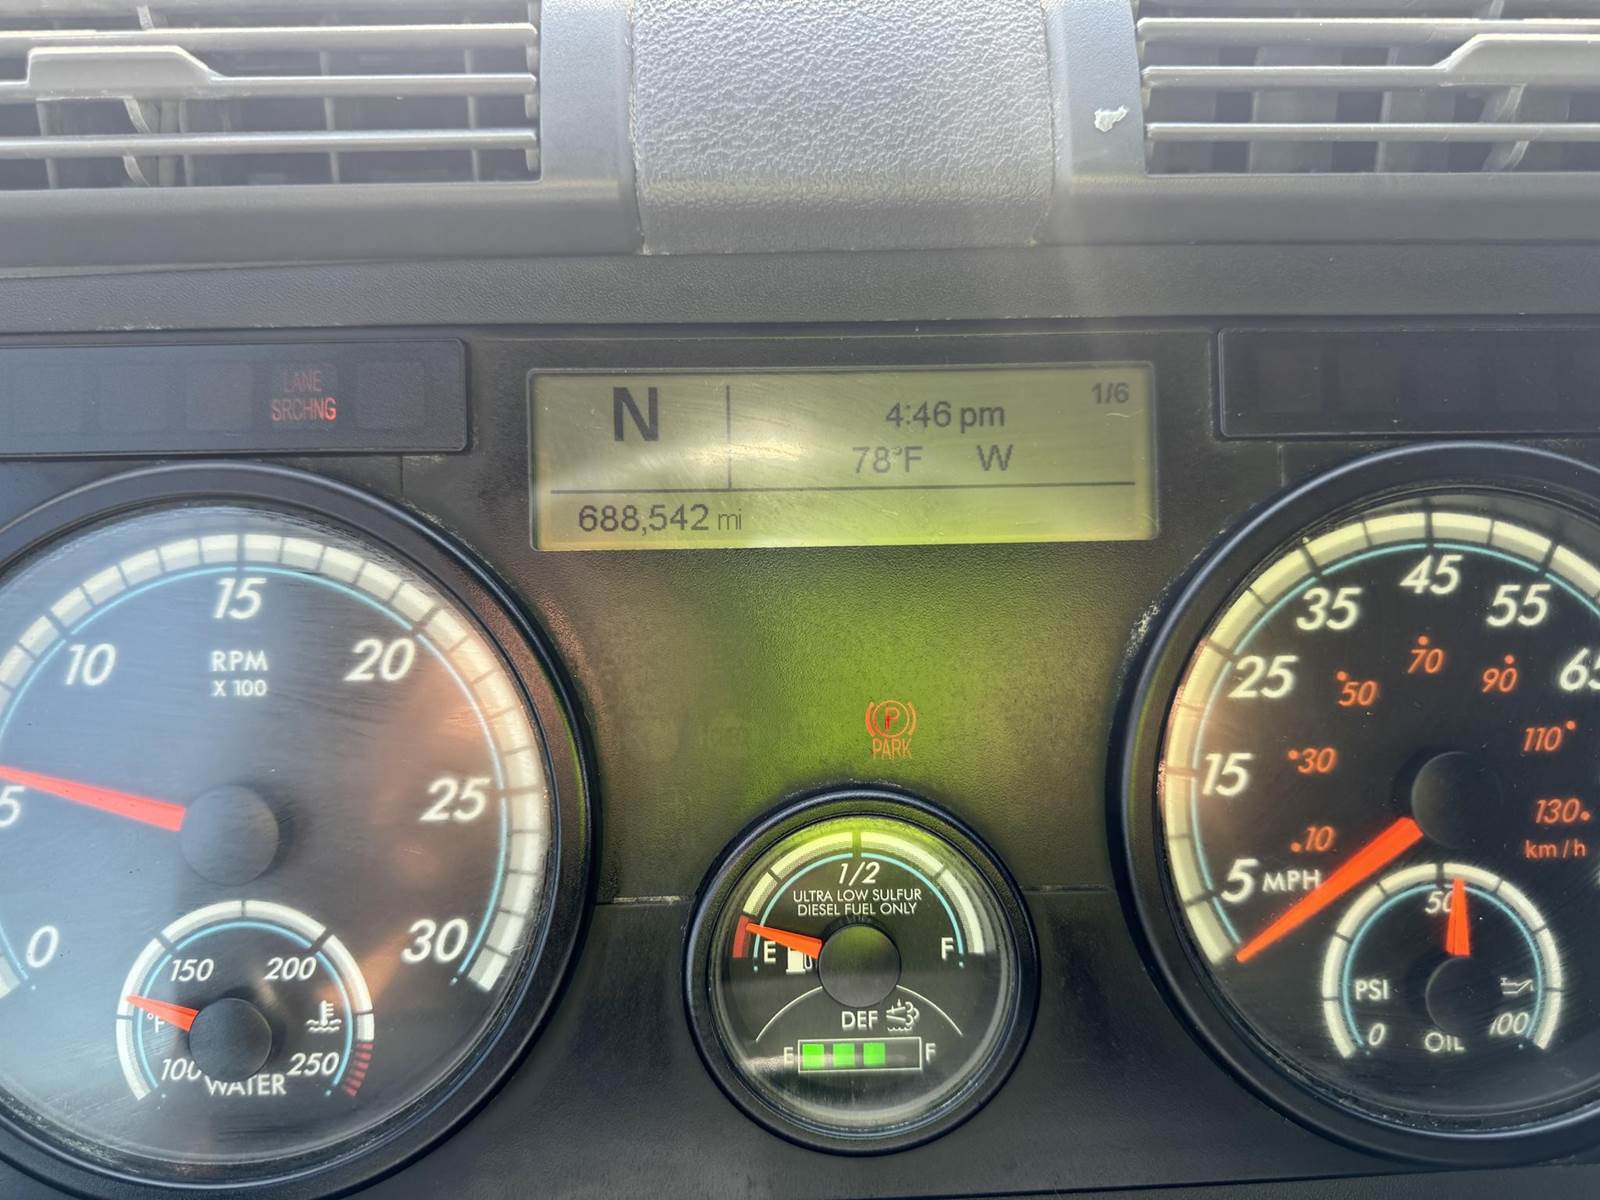 LANE
SRCHNG
N
4:46 pm
1/6
78°F W
688,542 mi
P
PARK
0
5
10
15
20
25
30
RPM
X 100
100
150
200
250
°F
WATER
1/2
ULTRA LOW SULFUR
DIESEL FUEL ONLY
E
F
DEF
E
F
5
15
25
35
45
55
65
MPH
10
30
50
70
90
110
130
km/h
0
50
100
PSI
OIL